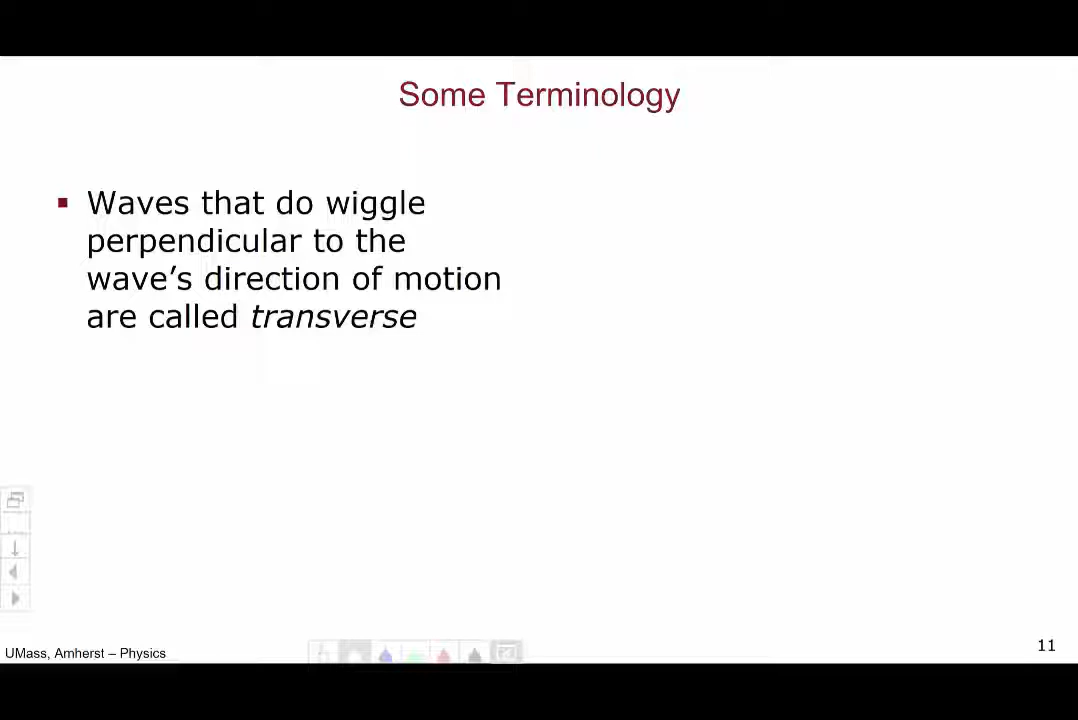 Some Terminology
▪ Waves that do wiggle
perpendicular to the
wave’s direction of motion
are called transverse
UMass, Amherst – Physics
11